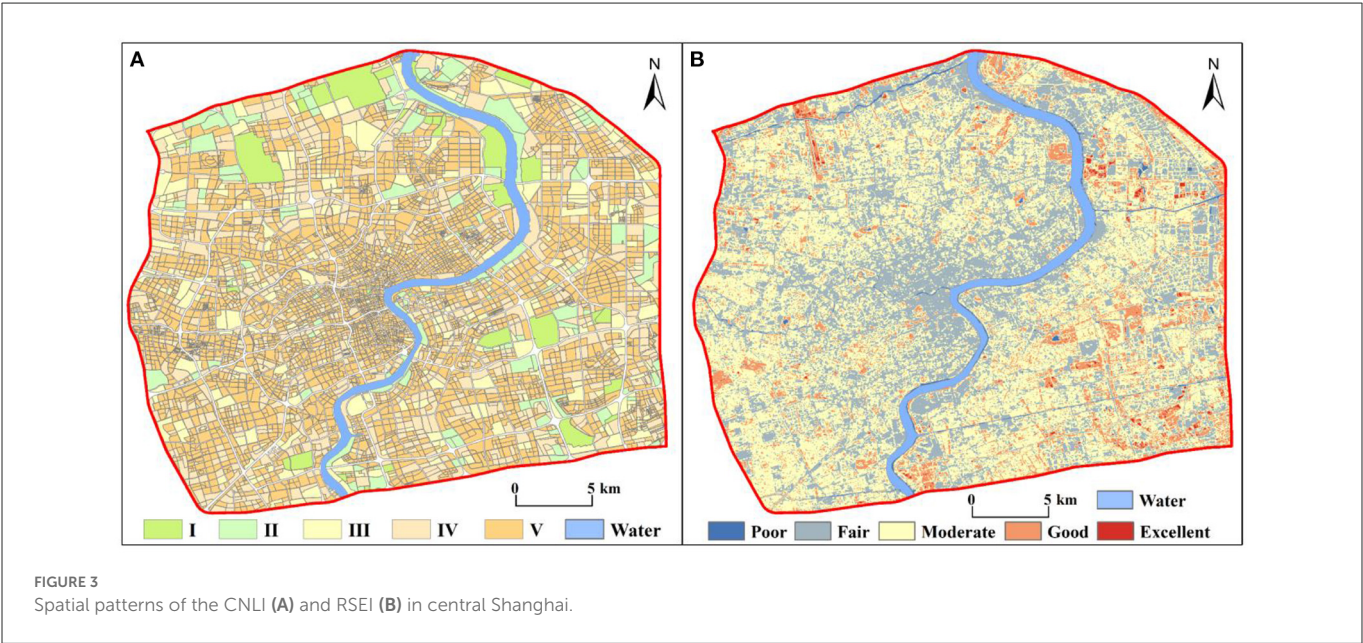 A
N
0 5 km
I II III IV V Water
B
N
0 5 km
Water
Poor Fair Moderate Good Excellent
FIGURE 3
Spatial patterns of the CNLI (A) and RSEI (B) in central Shanghai.